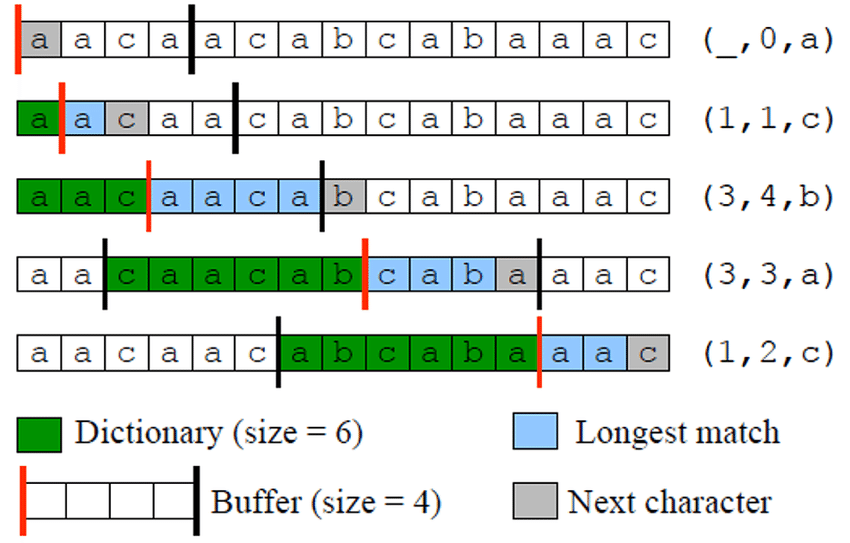 a a c a a c a b c a b a a a c (_,0,a)
a a c a a c a b c a b a a a c (1,1,c)
a a c a a c a b c a b a a a c (3,4,b)
a a c a a c a b c a b a a a c (3,3,a)
a a c a a c a b c a b a a a c (1,2,c)
Dictionary (size = 6) Longest match
Buffer (size = 4) Next character